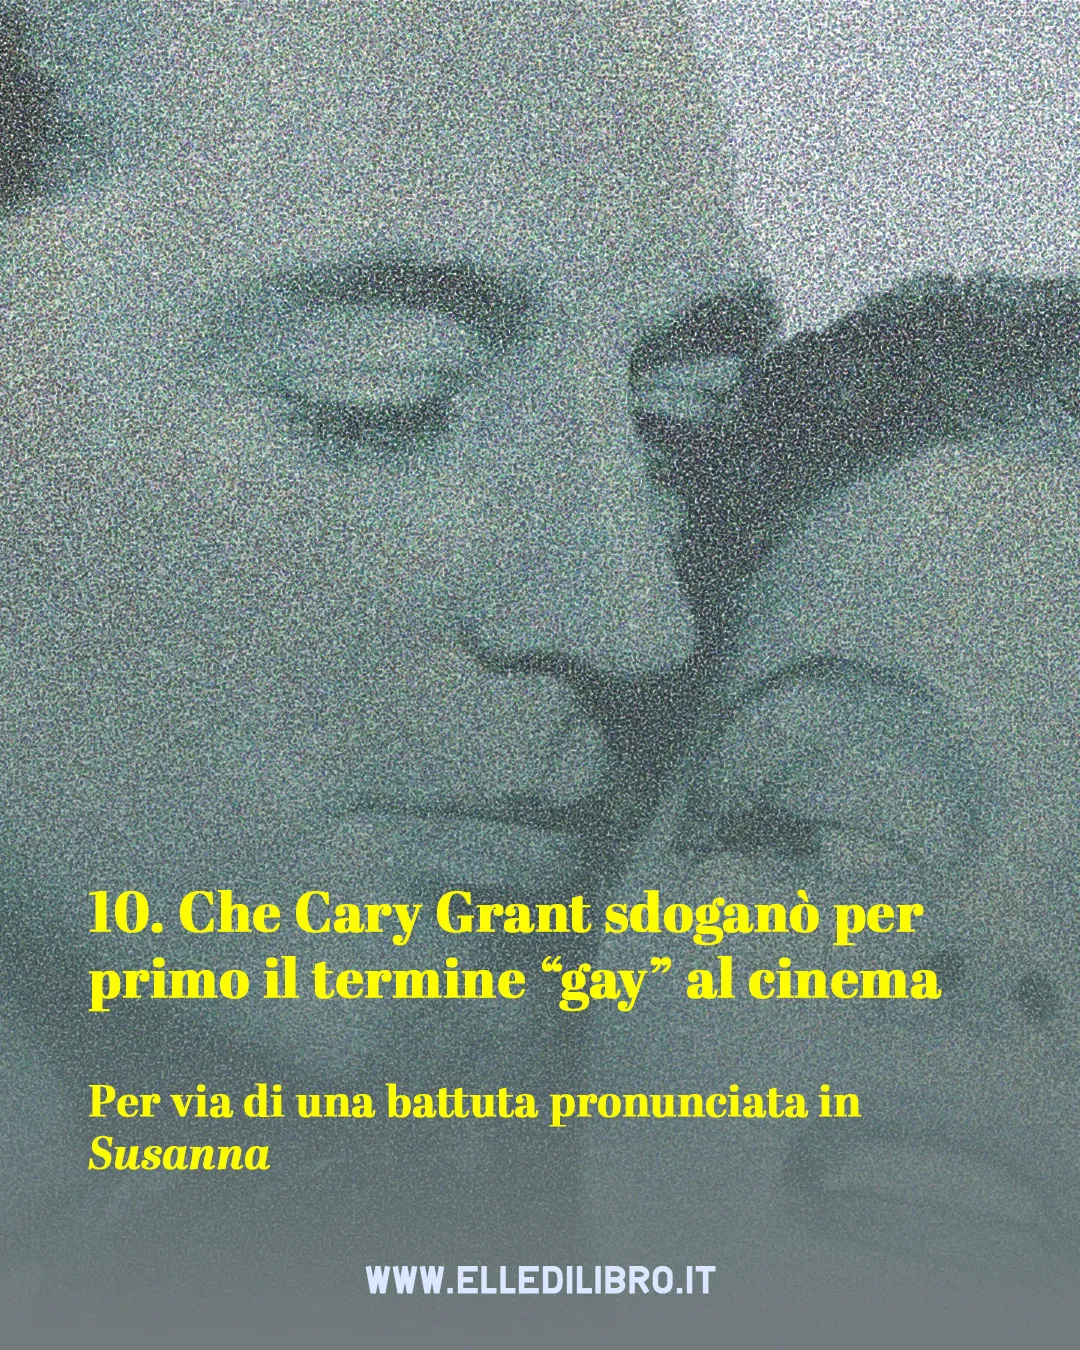 10. Che Cary Grant sdoganò per
primo il termine “gay” al cinema
Per via di una battuta pronunciata in
Susanna
WWW.ELLEDILIBRO.IT